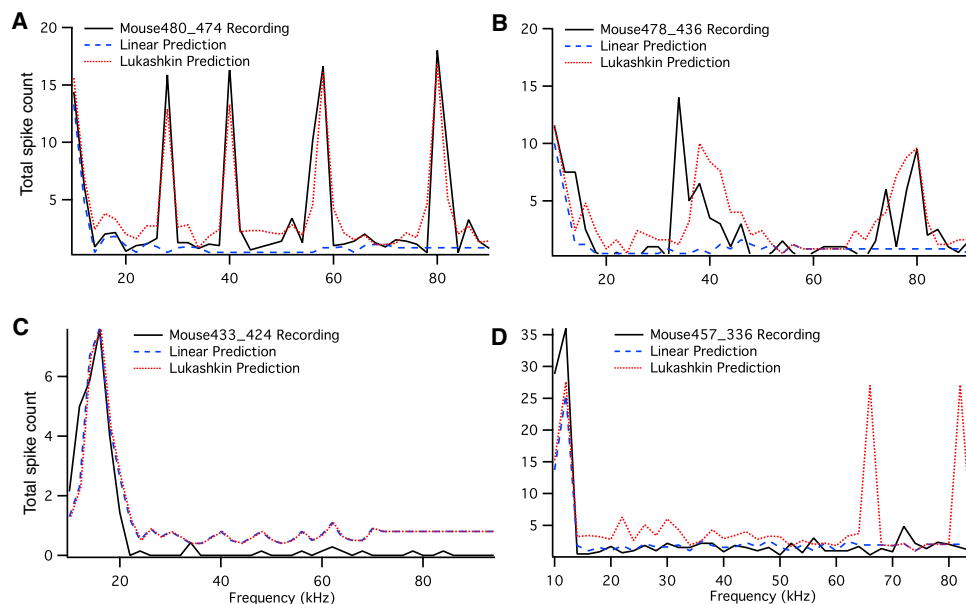 A
20
15
10
5
Total spike count
Mouse480_474 Recording
Linear Prediction
Lukashkin Prediction
20
40
60
80
B
20
15
10
5
Mouse478_436 Recording
Linear Prediction
Lukashkin Prediction
20
40
60
80
C
6
4
2
0
Total spike count
Mouse433_424 Recording
Linear Prediction
Lukashkin Prediction
20
40
60
80
Frequency (kHz)
D
35
30
25
20
15
10
5
Mouse457_336 Recording
Linear Prediction
Lukashkin Prediction
10
20
30
40
50
60
70
80
Frequency (kHz)